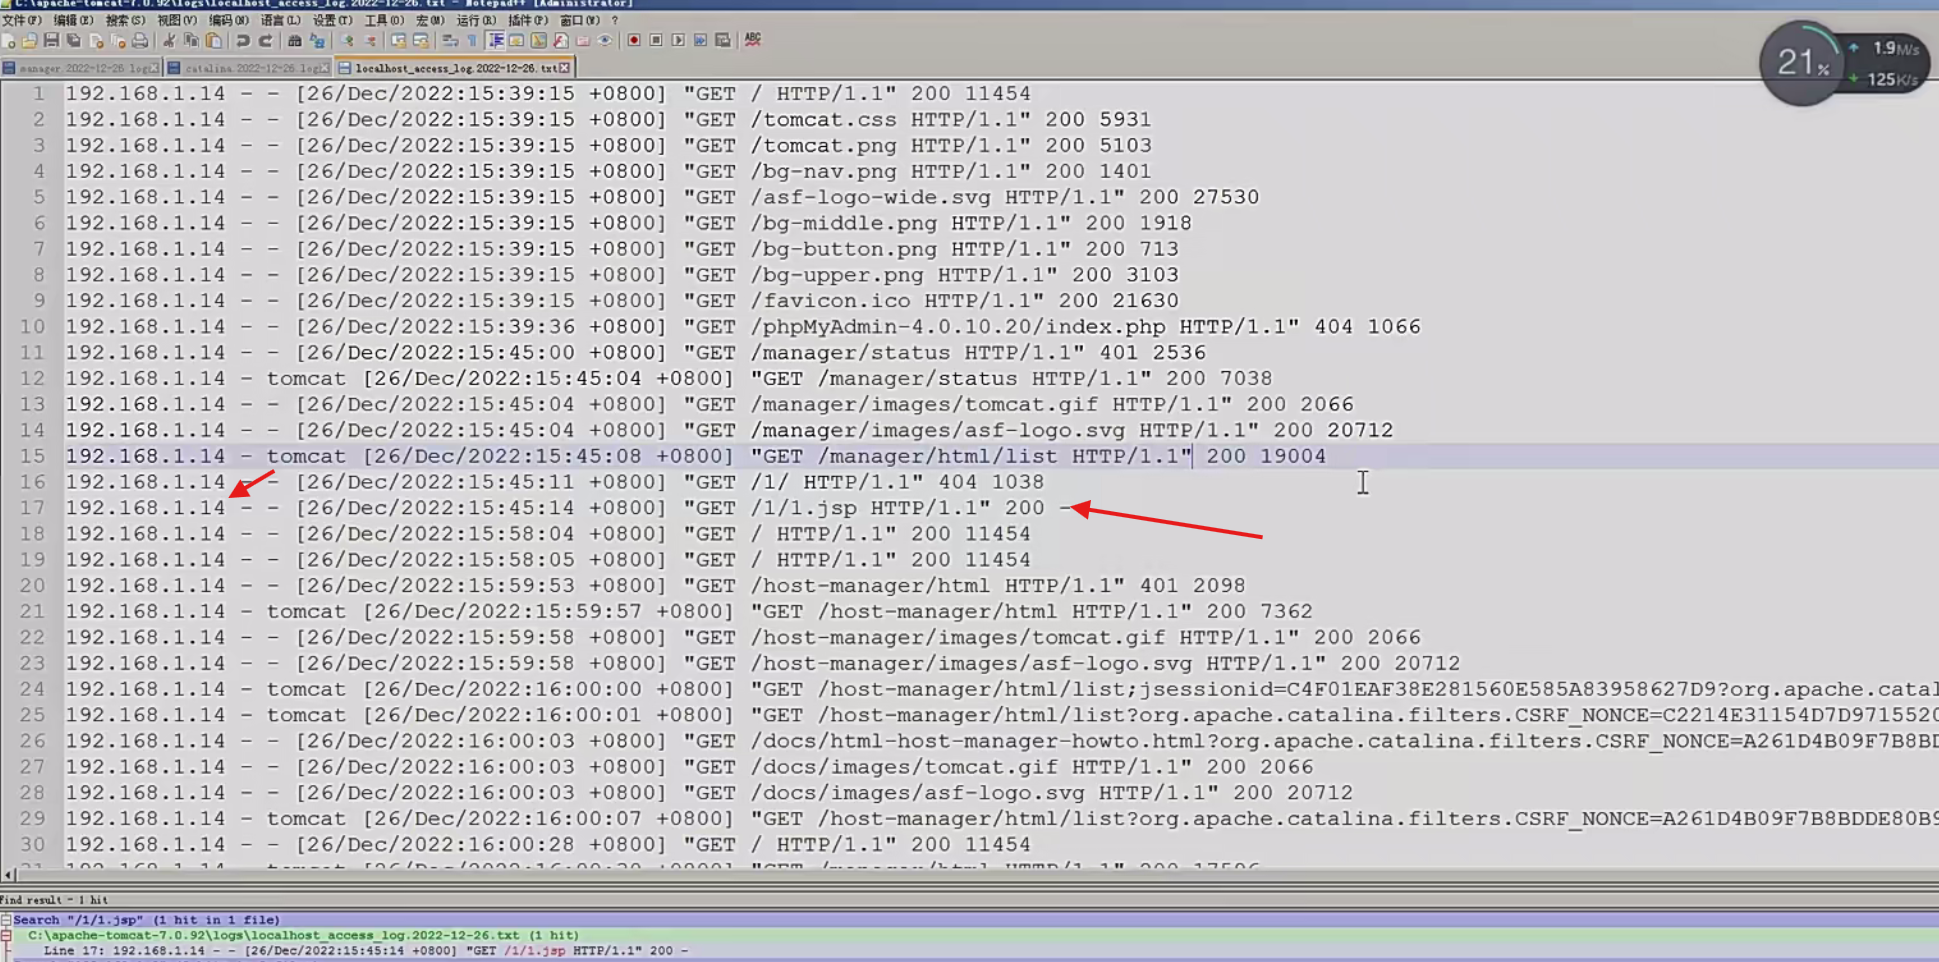 C:\apache-tomcat-7.0.92\logs\localhost_access_log.2022-12-26.txt - Notepad++ [Administrator]
文件(F) 编辑(E) 搜索(S) 视图(V) 编码(N) 语言(L) 设置(T) 工具(O) 宏(M) 运行(R) 插件(P) 窗口(W) ?
manager.2022-12-26.log catalina.2022-12-26.log localhost_access_log.2022-12-26.txt
21% 1.9M/s
125K/s
1 192.168.1.14 - - [26/Dec/2022:15:39:15 +0800] "GET / HTTP/1.1" 200 11454
2 192.168.1.14 - - [26/Dec/2022:15:39:15 +0800] "GET /tomcat.css HTTP/1.1" 200 5931
3 192.168.1.14 - - [26/Dec/2022:15:39:15 +0800] "GET /tomcat.png HTTP/1.1" 200 5103
4 192.168.1.14 - - [26/Dec/2022:15:39:15 +0800] "GET /bg-nav.png HTTP/1.1" 200 1401
5 192.168.1.14 - - [26/Dec/2022:15:39:15 +0800] "GET /asf-logo-wide.svg HTTP/1.1" 200 27530
6 192.168.1.14 - - [26/Dec/2022:15:39:15 +0800] "GET /bg-middle.png HTTP/1.1" 200 1918
7 192.168.1.14 - - [26/Dec/2022:15:39:15 +0800] "GET /bg-button.png HTTP/1.1" 200 713
8 192.168.1.14 - - [26/Dec/2022:15:39:15 +0800] "GET /bg-upper.png HTTP/1.1" 200 3103
9 192.168.1.14 - - [26/Dec/2022:15:39:15 +0800] "GET /favicon.ico HTTP/1.1" 200 21630
10 192.168.1.14 - - [26/Dec/2022:15:39:36 +0800] "GET /phpMyAdmin-4.0.10.20/index.php HTTP/1.1" 404 1066
11 192.168.1.14 - - [26/Dec/2022:15:45:00 +0800] "GET /manager/status HTTP/1.1" 401 2536
12 192.168.1.14 - tomcat [26/Dec/2022:15:45:04 +0800] "GET /manager/status HTTP/1.1" 200 7038
13 192.168.1.14 - - [26/Dec/2022:15:45:04 +0800] "GET /manager/images/tomcat.gif HTTP/1.1" 200 2066
14 192.168.1.14 - - [26/Dec/2022:15:45:04 +0800] "GET /manager/images/asf-logo.svg HTTP/1.1" 200 20712
15 192.168.1.14 - tomcat [26/Dec/2022:15:45:08 +0800] "GET /manager/html/list HTTP/1.1" 200 19004
16 192.168.1.14 - - [26/Dec/2022:15:45:11 +0800] "GET /1/ HTTP/1.1" 404 1038
17 192.168.1.14 - - [26/Dec/2022:15:45:14 +0800] "GET /1/1.jsp HTTP/1.1" 200 -
18 192.168.1.14 - - [26/Dec/2022:15:58:04 +0800] "GET / HTTP/1.1" 200 11454
19 192.168.1.14 - - [26/Dec/2022:15:58:05 +0800] "GET / HTTP/1.1" 200 11454
20 192.168.1.14 - - [26/Dec/2022:15:59:53 +0800] "GET /host-manager/html HTTP/1.1" 401 2098
21 192.168.1.14 - tomcat [26/Dec/2022:15:59:57 +0800] "GET /host-manager/html HTTP/1.1" 200 7362
22 192.168.1.14 - - [26/Dec/2022:15:59:58 +0800] "GET /host-manager/images/tomcat.gif HTTP/1.1" 200 2066
23 192.168.1.14 - - [26/Dec/2022:15:59:58 +0800] "GET /host-manager/images/asf-logo.svg HTTP/1.1" 200 20712
24 192.168.1.14 - tomcat [26/Dec/2022:16:00:00 +0800] "GET /host-manager/html/list;jsessionid=C4F01EAF38E281560E585A83958627D9?org.apache.catal
25 192.168.1.14 - tomcat [26/Dec/2022:16:00:01 +0800] "GET /host-manager/html/list?org.apache.catalina.filters.CSRF_NONCE=C2214E31154D7D9715520
26 192.168.1.14 - - [26/Dec/2022:16:00:03 +0800] "GET /docs/html-host-manager-howto.html?org.apache.catalina.filters.CSRF_NONCE=A261D4B09F7B8BD
27 192.168.1.14 - - [26/Dec/2022:16:00:03 +0800] "GET /docs/images/tomcat.gif HTTP/1.1" 200 2066
28 192.168.1.14 - - [26/Dec/2022:16:00:03 +0800] "GET /docs/images/asf-logo.svg HTTP/1.1" 200 20712
29 192.168.1.14 - tomcat [26/Dec/2022:16:00:07 +0800] "GET /host-manager/html/list?org.apache.catalina.filters.CSRF_NONCE=A261D4B09F7B8BDDE80B9
30 192.168.1.14 - - [26/Dec/2022:16:00:28 +0800] "GET / HTTP/1.1" 200 11454
Find result - 1 hit
Search "/1/1.jsp" (1 hit in 1 file)
C:\apache-tomcat-7.0.92\logs\localhost_access_log.2022-12-26.txt (1 hit)
Line 17: 192.168.1.14 - - [26/Dec/2022:15:45:14 +0800] "GET /1/1.jsp HTTP/1.1" 200 -